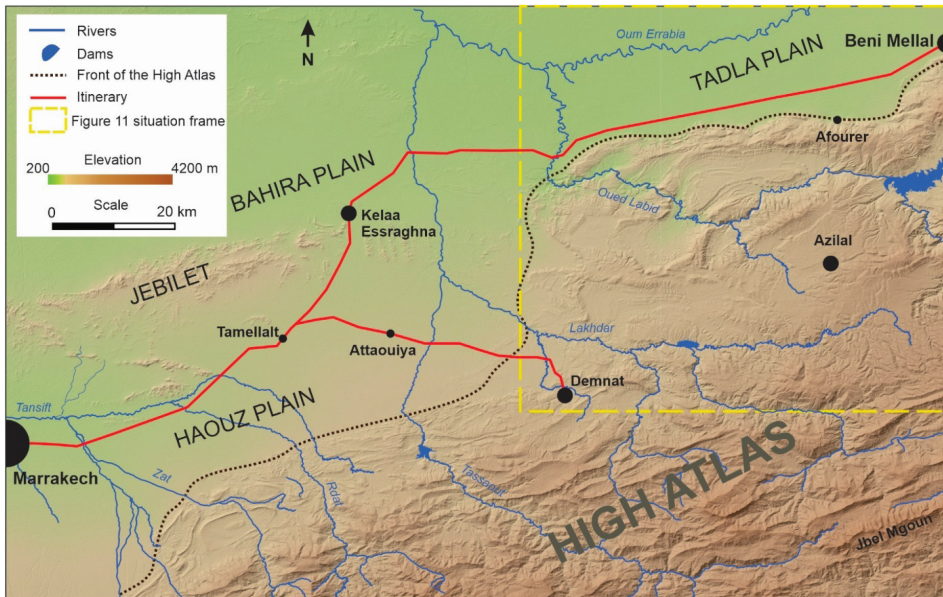 Rivers
Dams
Front of the High Atlas
Itinerary
Figure 11 situation frame
Elevation
200
4200 m
Scale
0
20 km
N
Oum Errabia
Beni Mellal
TADLA PLAIN
Afourer
BAHIRA PLAIN
Kelaa
Essraghna
Oued Labid
Azilal
JEBILET
Tamellalt
Attaouiya
Lakhdar
Demnat
Tansift
HAOUZ PLAIN
Marrakech
Zat
Rdat
Tassaout
HIGH ATLAS
Jbel Mgoun